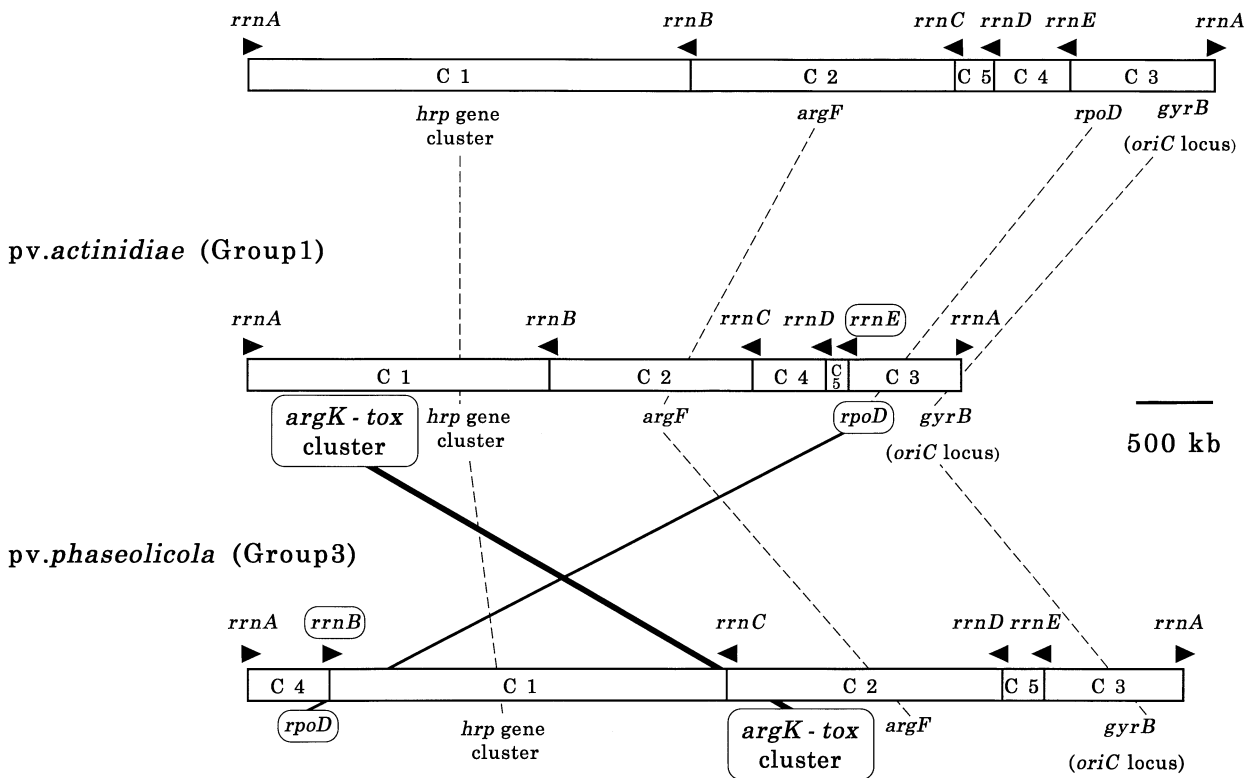 rrnA rrnB rrnC rrnD rrnE rrnA
C 1 C 2 C 5 C 4 C 3
hrp gene argF rpoD gyrB
cluster (oriC locus)
pv.actinidiae (Group1)
rrnA rrnB rrnC rrnD rrnE rrnA
C 1 C 2 C 4 C 5 C 3
argK - tox hrp gene argF rpoD gyrB
cluster cluster (oriC locus)
500 kb
pv.phaseolicola (Group3)
rrnA rrnB rrnC rrnD rrnE rrnA
C 4 C 1 C 2 C 5 C 3
rpoD hrp gene argK - tox argF gyrB
cluster cluster (oriC locus)